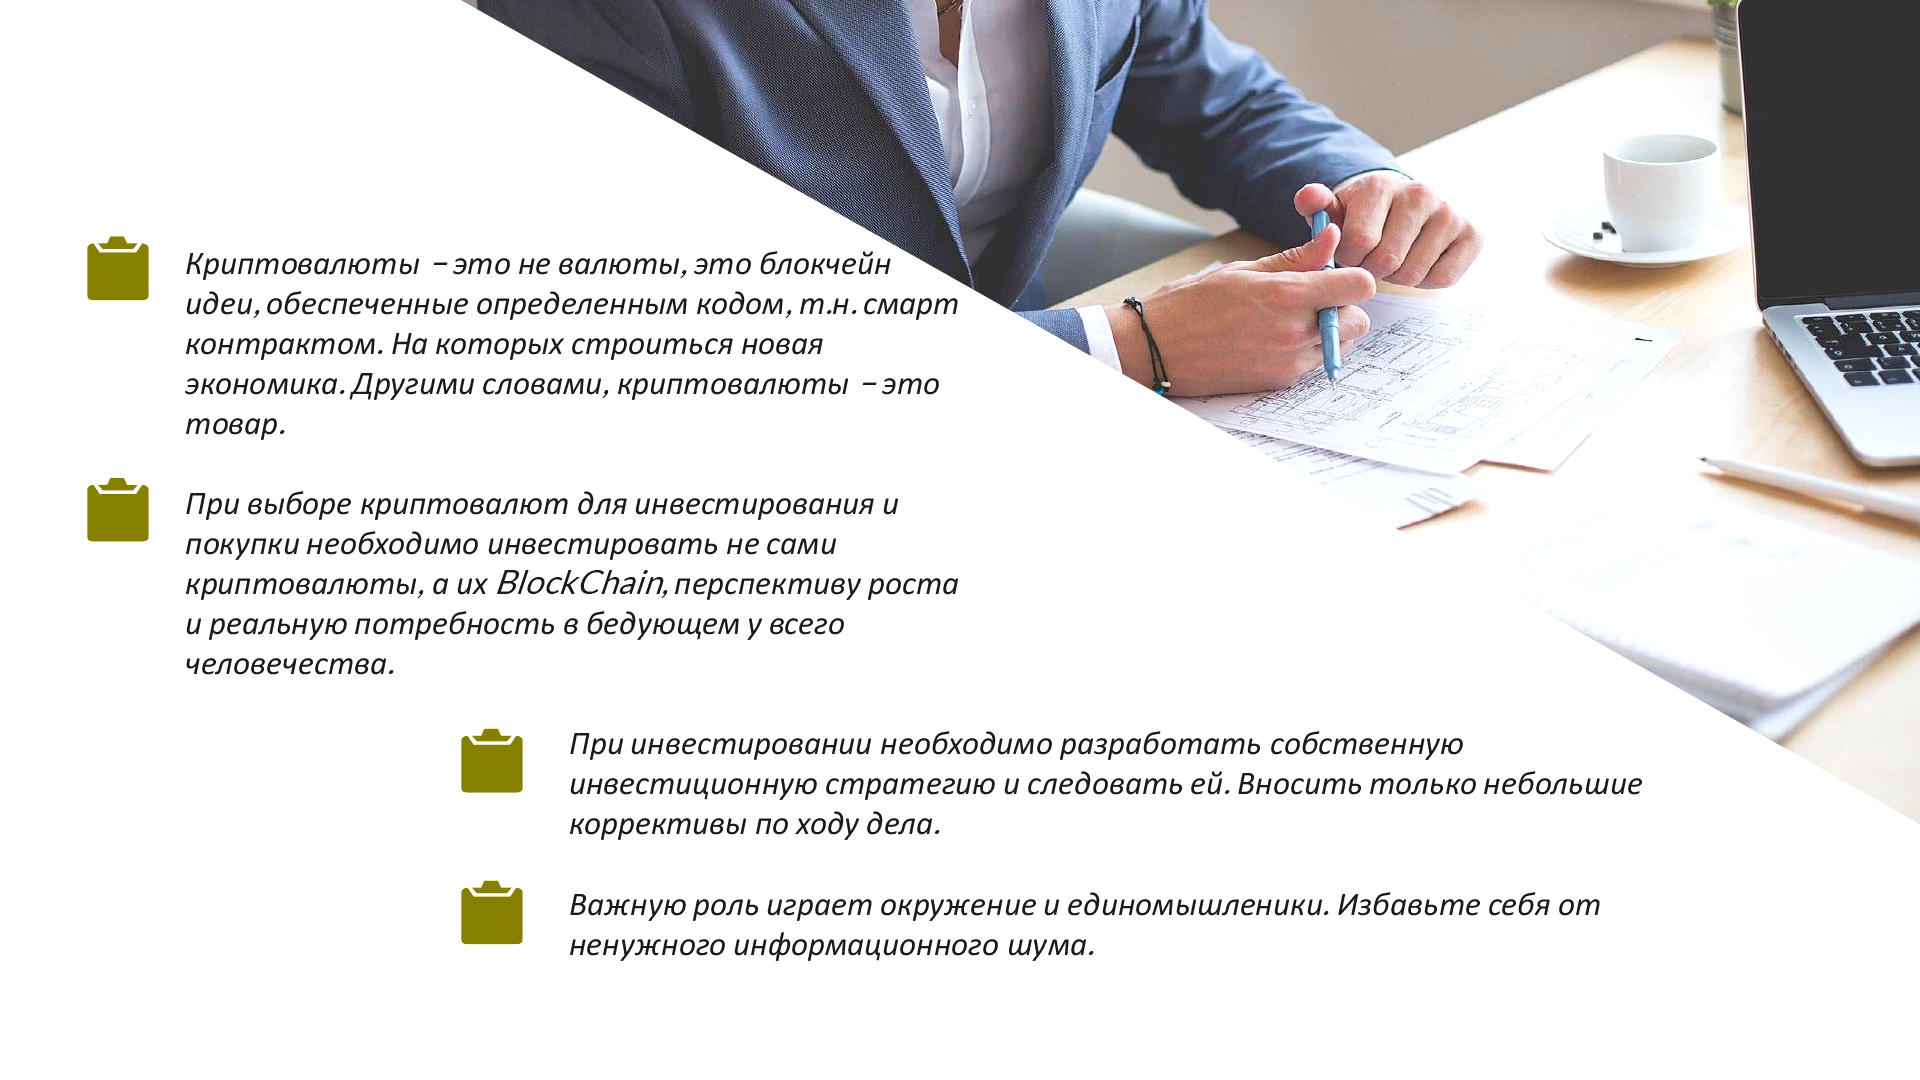 Криптовалюты – это не валюты, это блокчейн
идеи, обеспеченные определенным кодом, т.н. смарт
контрактом. На которых строиться новая
экономика. Другими словами, криптовалюты – это
товар.
При выборе криптовалют для инвестирования и
покупки необходимо инвестировать не сами
криптовалюты, а их BlockChain, перспективу роста
и реальную потребность в бедующем у всего
человечества.
При инвестировании необходимо разработать собственную
инвестиционную стратегию и следовать ей. Вносить только небольшие
коррективы по ходу дела.
Важную роль играет окружение и единомышленики. Избавьте себя от
ненужного информационного шума.